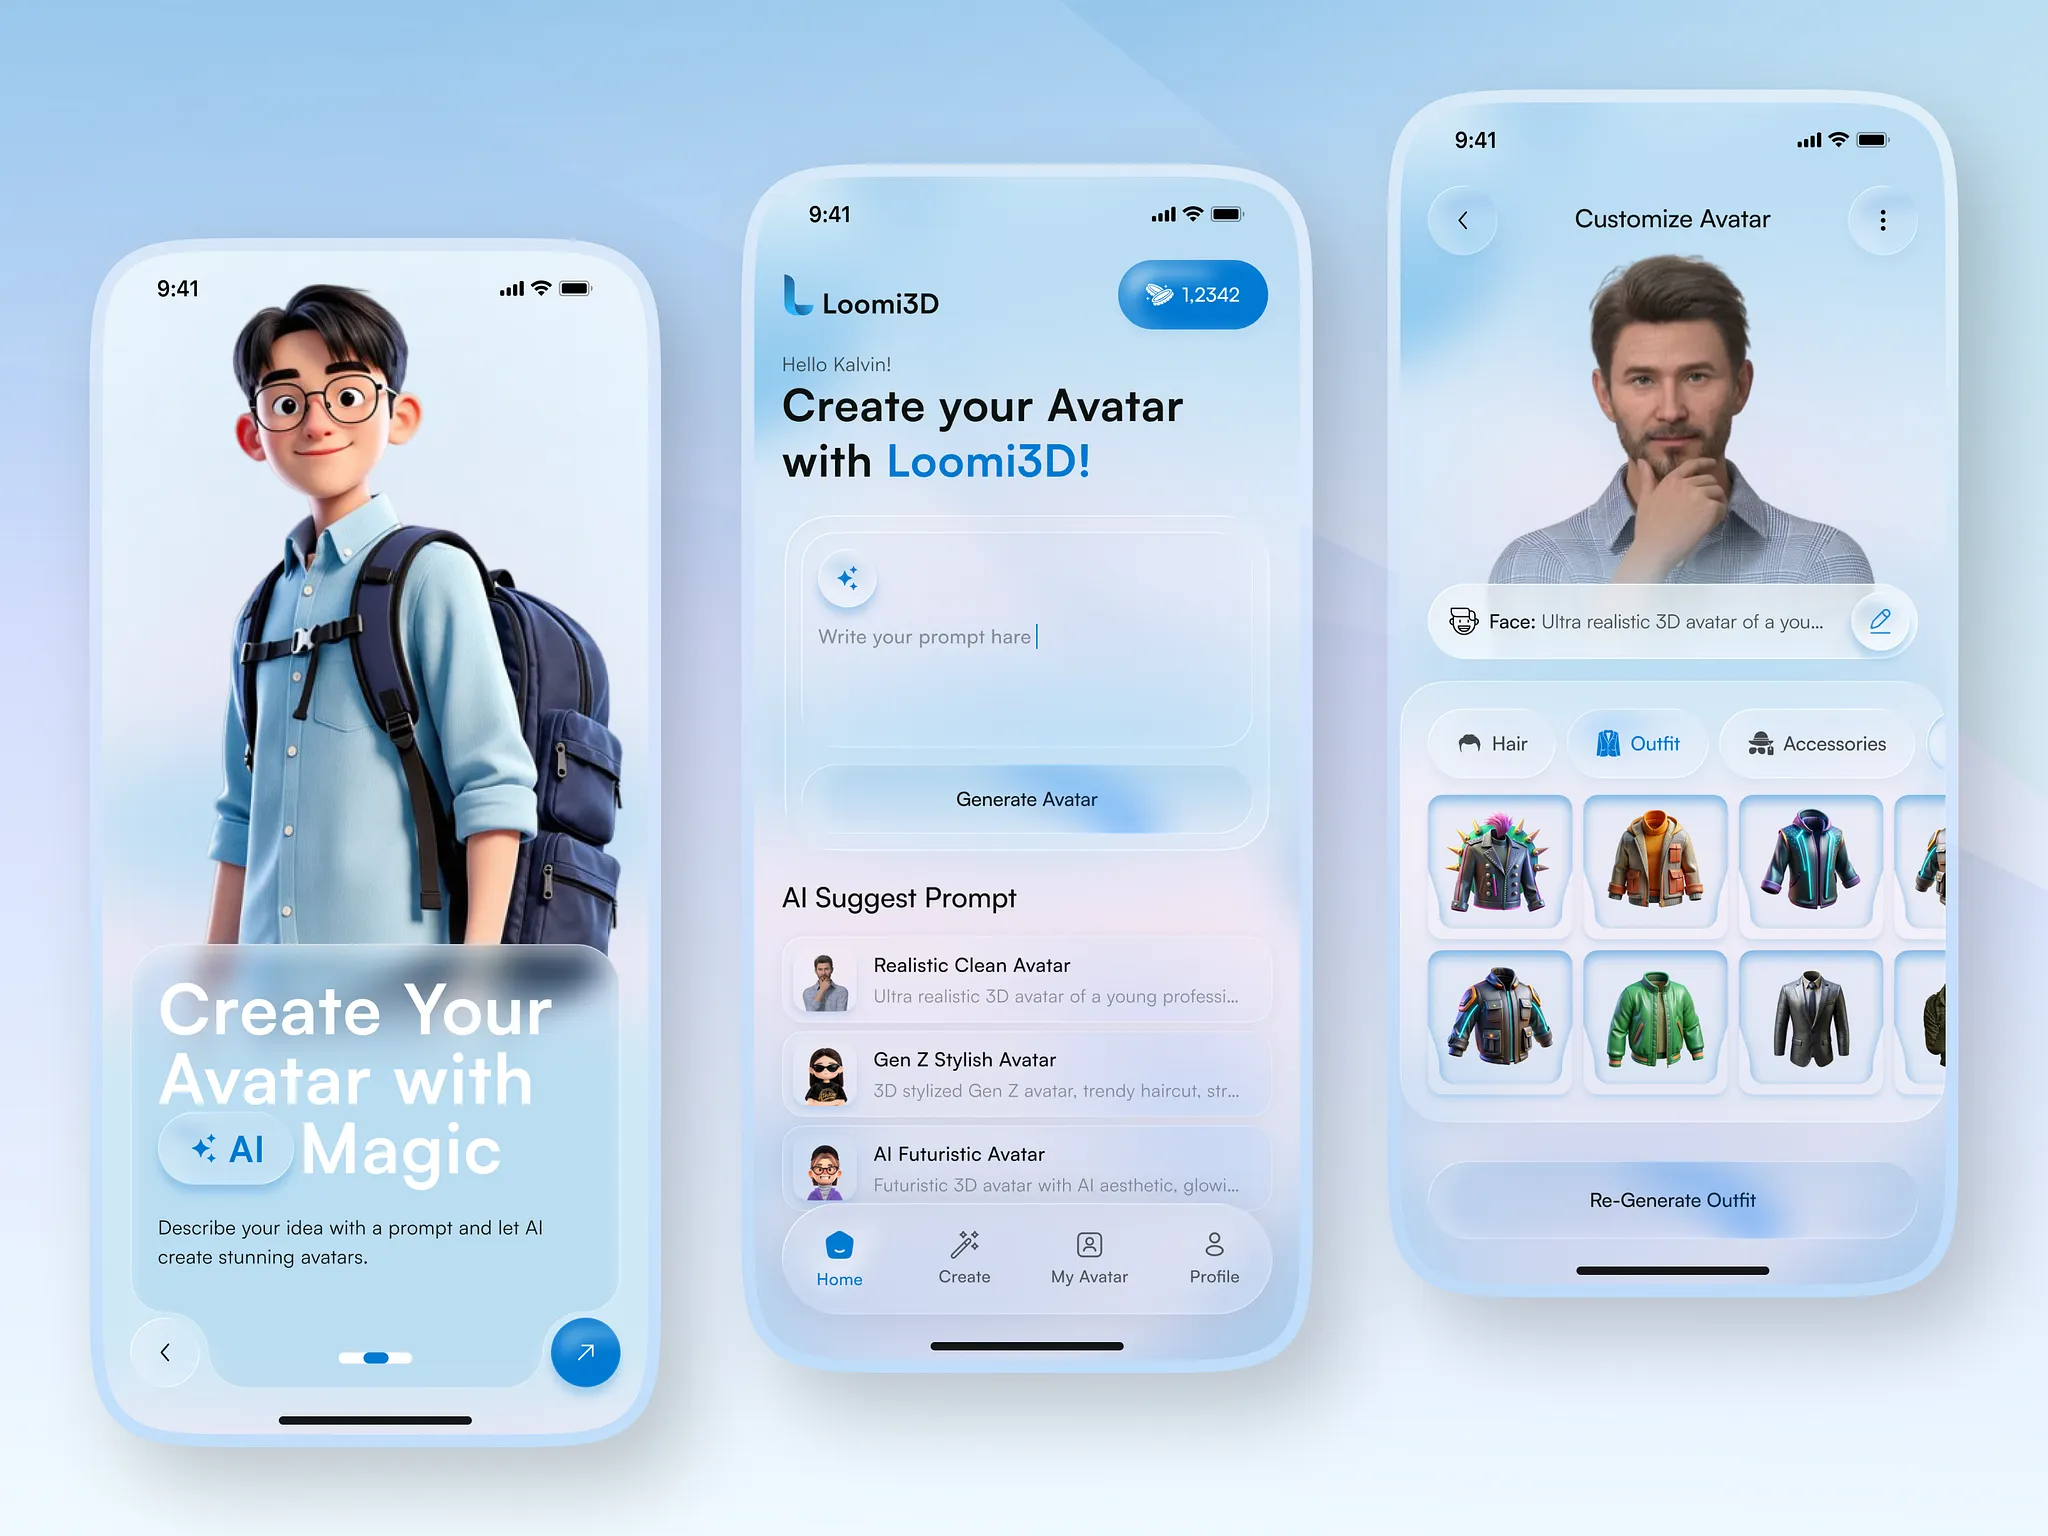 9:41
Create Your
Avatar with
AI Magic
Describe your idea with a prompt and let AI
create stunning avatars.
9:41
Loomi3D
1,2342
Hello Kalvin!
Create your Avatar
with Loomi3D!
Write your prompt hare
Generate Avatar
AI Suggest Prompt
Realistic Clean Avatar
Ultra realistic 3D avatar of a young professi...
Gen Z Stylish Avatar
3D stylized Gen Z avatar, trendy haircut, str...
AI Futuristic Avatar
Futuristic 3D avatar with AI aesthetic, glowi...
Home
Create
My Avatar
Profile
9:41
Customize Avatar
Face: Ultra realistic 3D avatar of a you...
Hair
Outfit
Accessories
Re-Generate Outfit